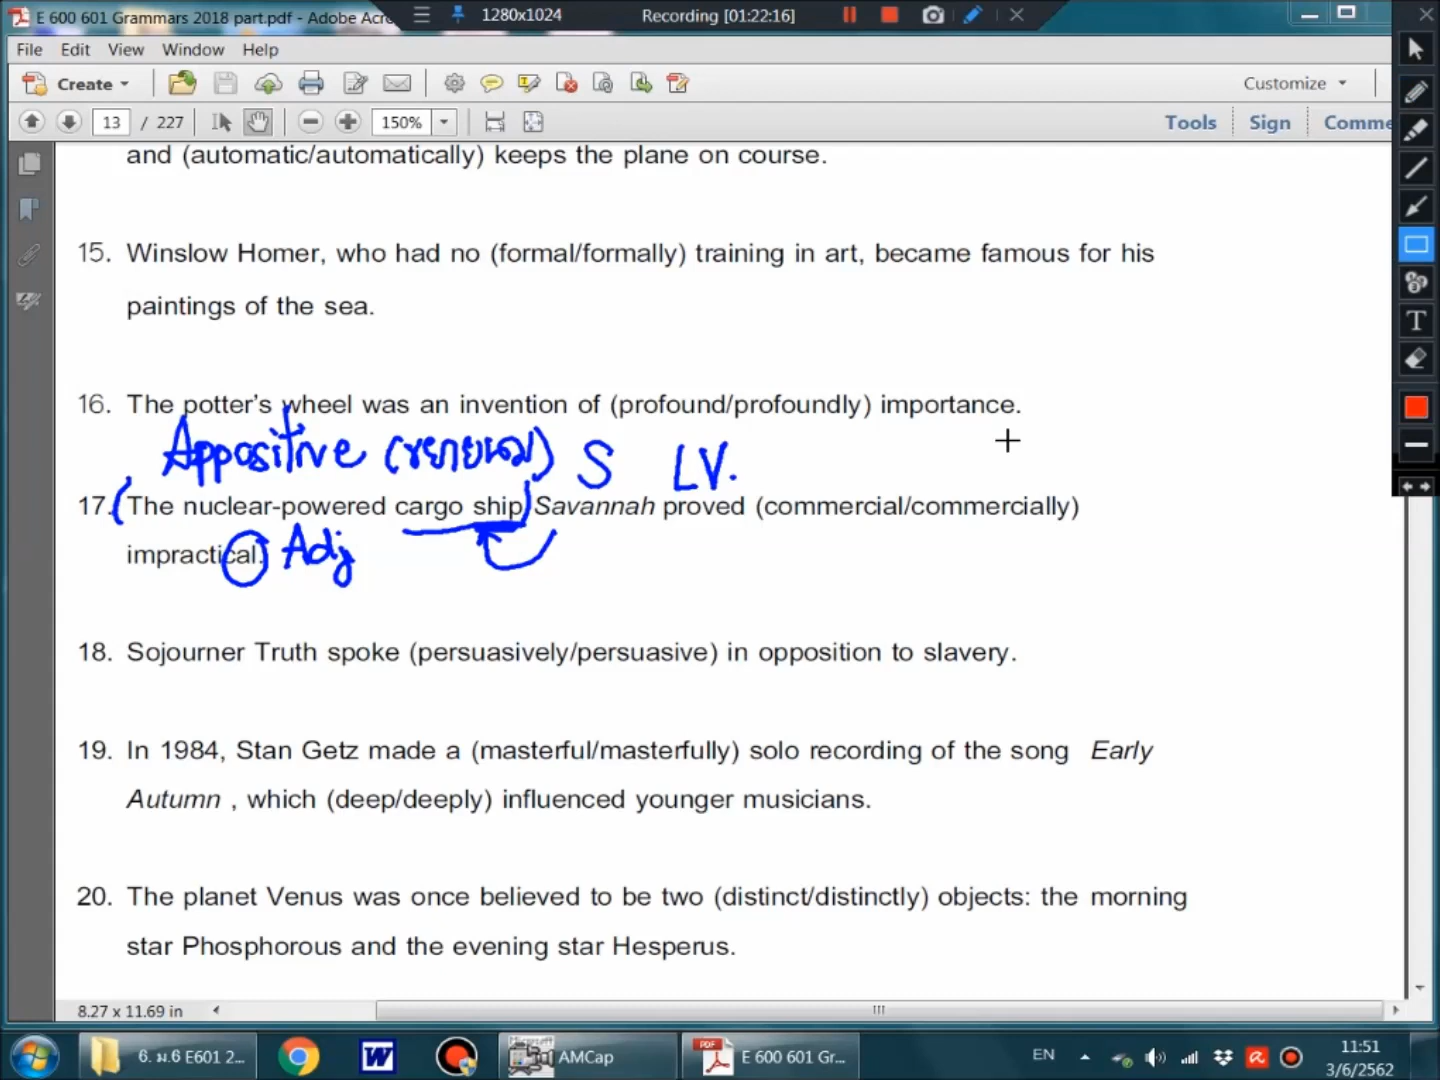 E 600 601 Grammars 2018 part.pdf - Adobe Acro
1280x1024
Recording [01:22:16]
File Edit View Window Help
Create
Customize
13 / 227
150%
Tools Sign Comme
and (automatic/automatically) keeps the plane on course.
15. Winslow Homer, who had no (formal/formally) training in art, became famous for his
paintings of the sea.
16. The potter's wheel was an invention of (profound/profoundly) importance.
Appositive S LV.
17. (The nuclear-powered cargo ship) Savannah proved (commercial/commercially)
impractical. Adj
18. Sojourner Truth spoke (persuasively/persuasive) in opposition to slavery.
19. In 1984, Stan Getz made a (masterful/masterfully) solo recording of the song Early
Autumn , which (deep/deeply) influenced younger musicians.
20. The planet Venus was once believed to be two (distinct/distinctly) objects: the morning
star Phosphorous and the evening star Hesperus.
8.27 x 11.69 in
6. ม.6 E601 2...
AMCap
E 600 601 Gr...
EN
11:51
3/6/2562